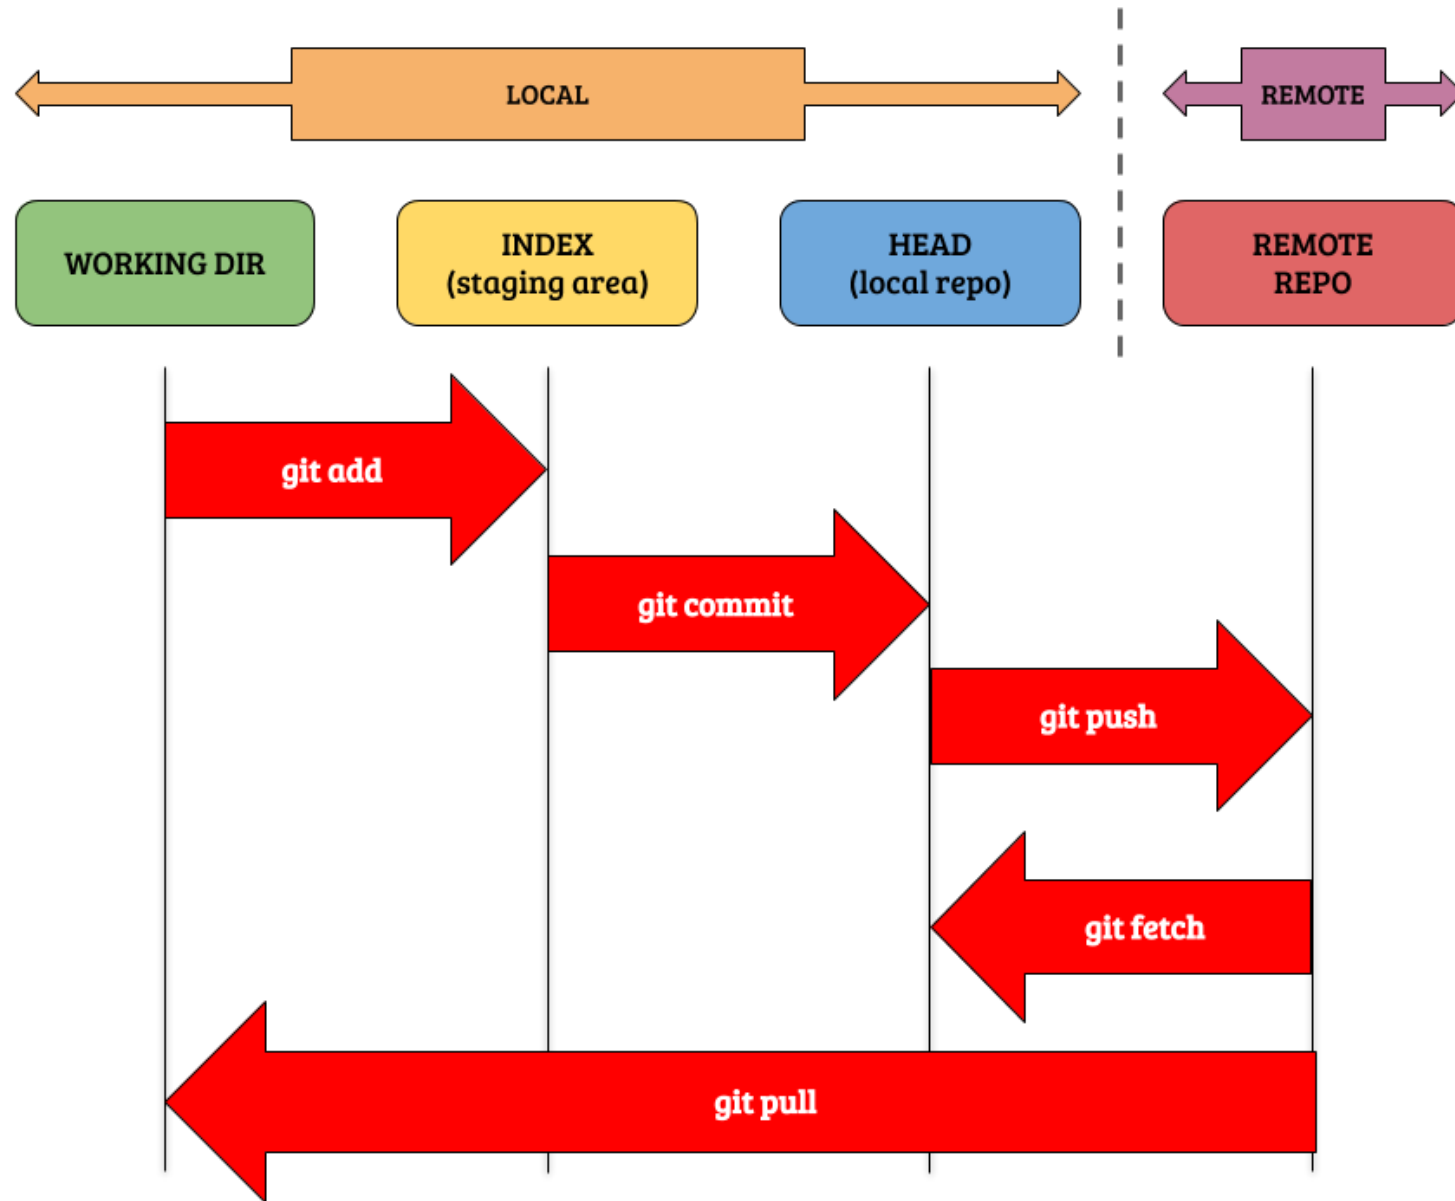 LOCAL
REMOTE
WORKING DIR
INDEX
(staging area)
HEAD
(local repo)
REMOTE
REPO
git add
git commit
git push
git fetch
git pull